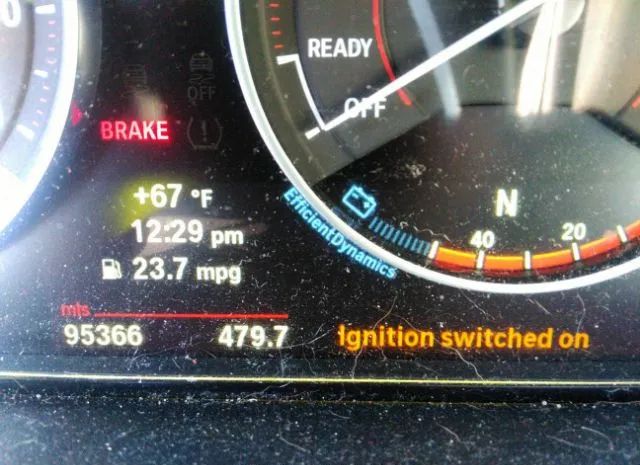 READY
OFF
OFF
BRAKE
+67 °F
12:29 pm
23.7 mpg
EfficientDynamics
N
40
20
mls
95366 479.7
Ignition switched on